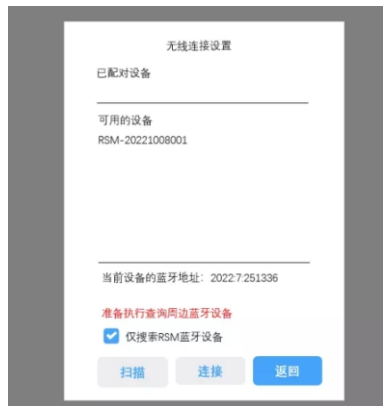 无线连接设置
已配对设备
可用的设备
RSM-20221008001
当前设备的蓝牙地址：2022:7:251336
准备执行查询周边蓝牙设备
仅搜索RSM蓝牙设备
扫描
连接
返回